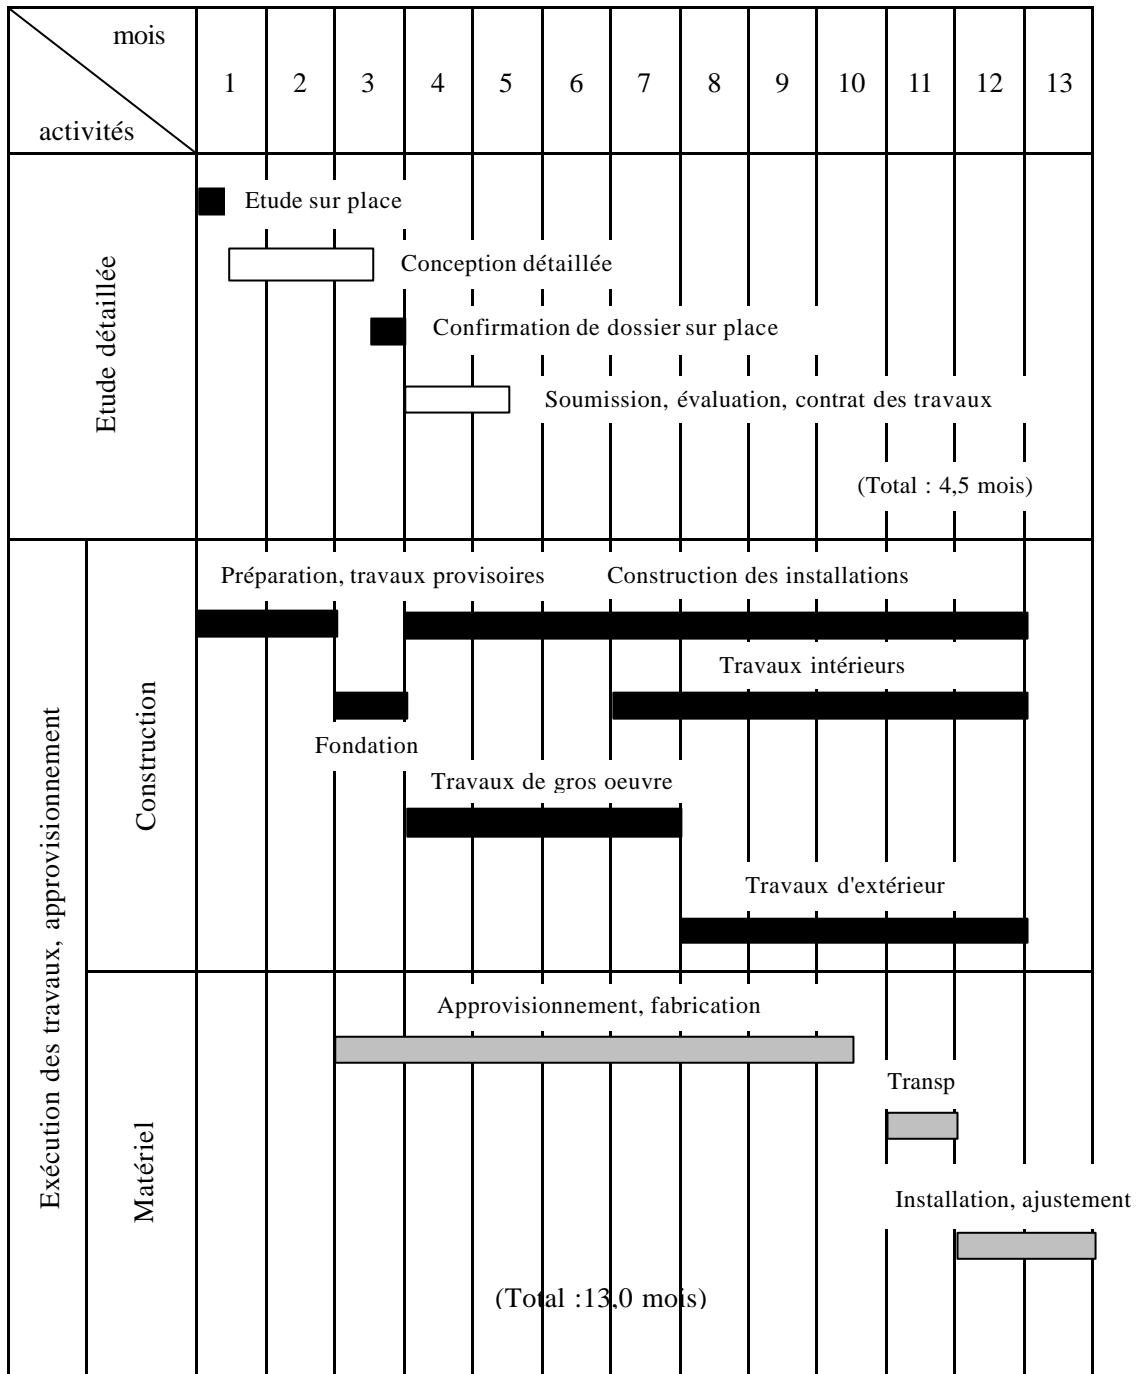 mois
1 2 3 4 5 6 7 8 9 10 11 12 13
activités
Etude détaillée
Etude sur place
Conception détaillée
Confirmation de dossier sur place
Soumission, évaluation, contrat des travaux
(Total : 4,5 mois)
Exécution des travaux, approvisionnement
Construction
Préparation, travaux provisoires
Construction des installations
Travaux intérieurs
Fondation
Travaux de gros oeuvre
Travaux d'extérieur
Matériel
Approvisionnement, fabrication
Transp
Installation, ajustement
(Total :13,0 mois)